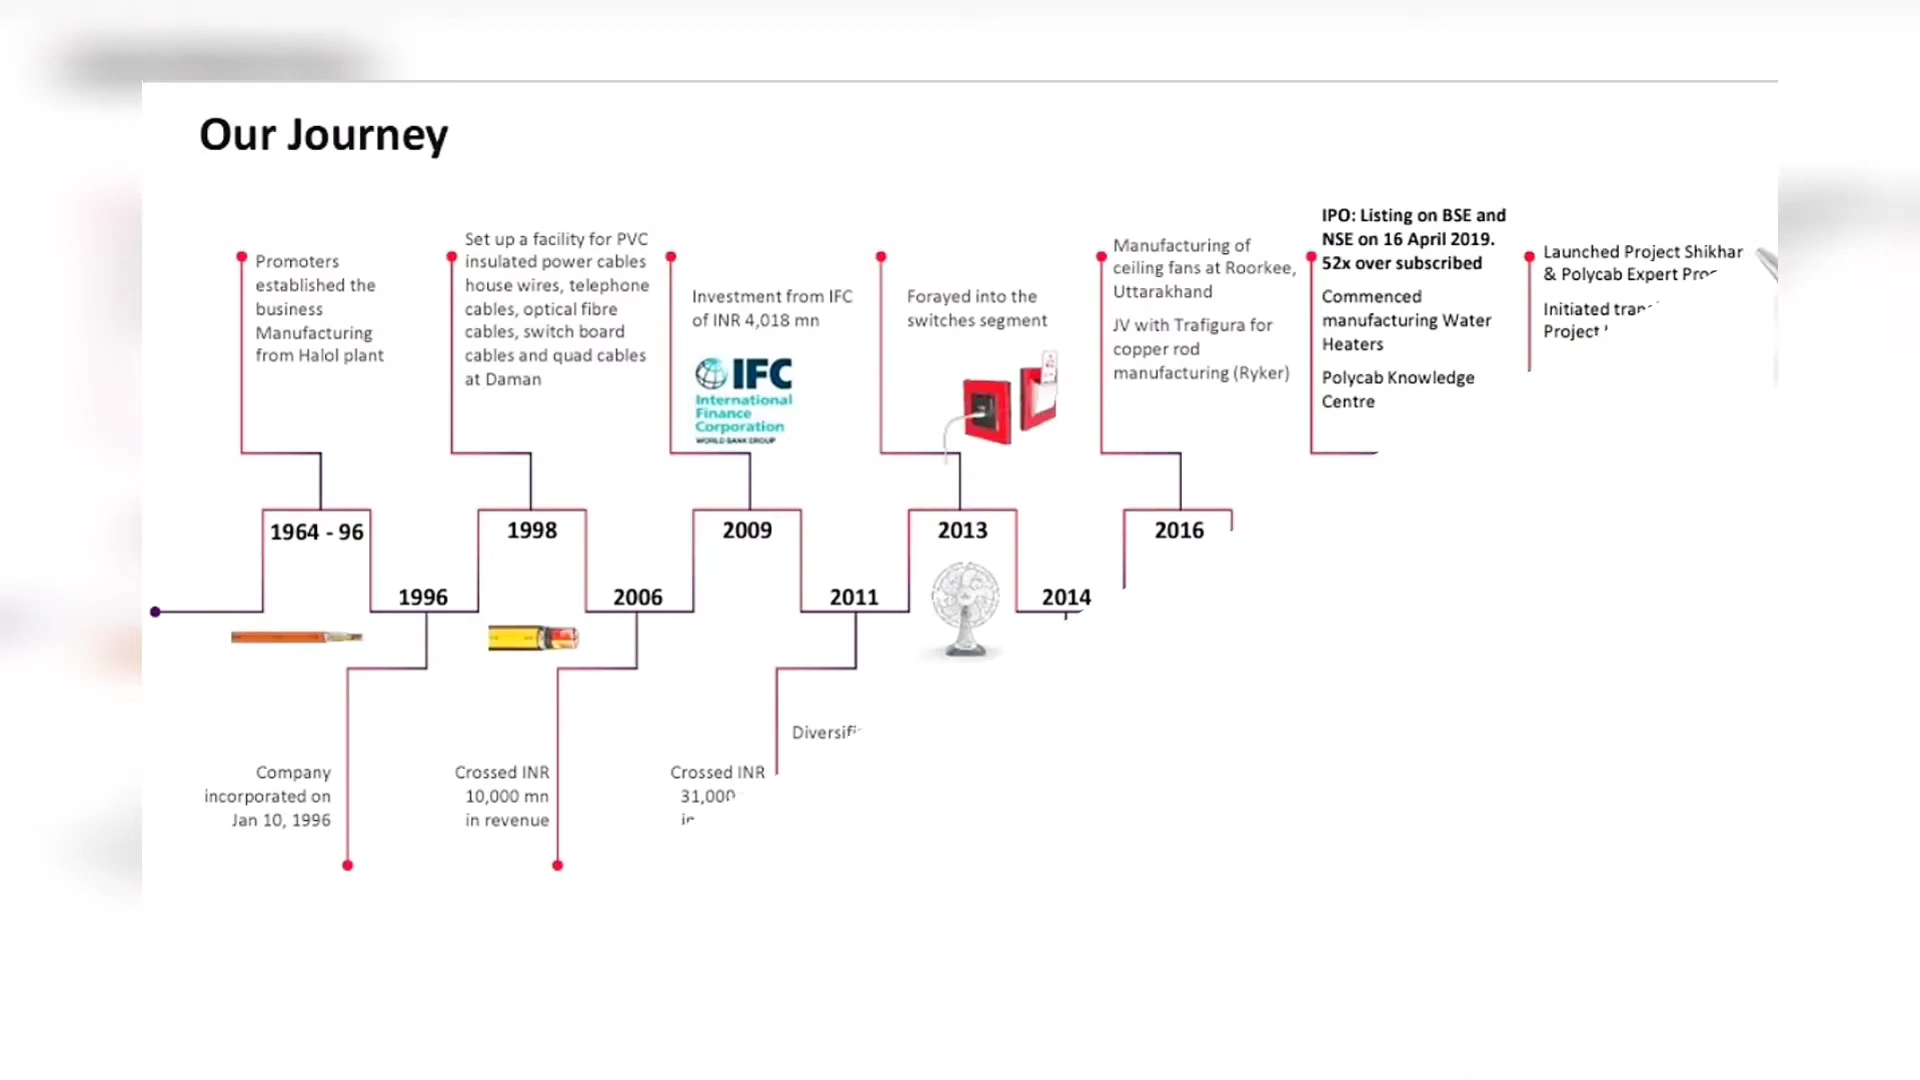 Our Journey
Promoters
established the
business
Manufacturing
from Halol plant
Set up a facility for PVC
insulated power cables
house wires, telephone
cables, optical fibre
cables, switch board
cables and quad cables
at Daman
Investment from IFC
of INR 4,018 mn
IFC
International
Finance
Corporation
WORLD BANK GROUP
Forayed into the
switches segment
Manufacturing of
ceiling fans at Roorkee,
Uttarakhand
JV with Trafigura for
copper rod
manufacturing (Ryker)
IPO: Listing on BSE and
NSE on 16 April 2019.
52x over subscribed
Commenced
manufacturing Water
Heaters
Polycab Knowledge
Centre
Launched Project Shikhar
& Polycab Expert
Initiated
Project
1964 - 96
1996
1998
2006
2009
2011
2013
2014
2016
Company
incorporated on
Jan 10, 1996
Crossed INR
10,000 mn
in revenue
Crossed INR
31,000